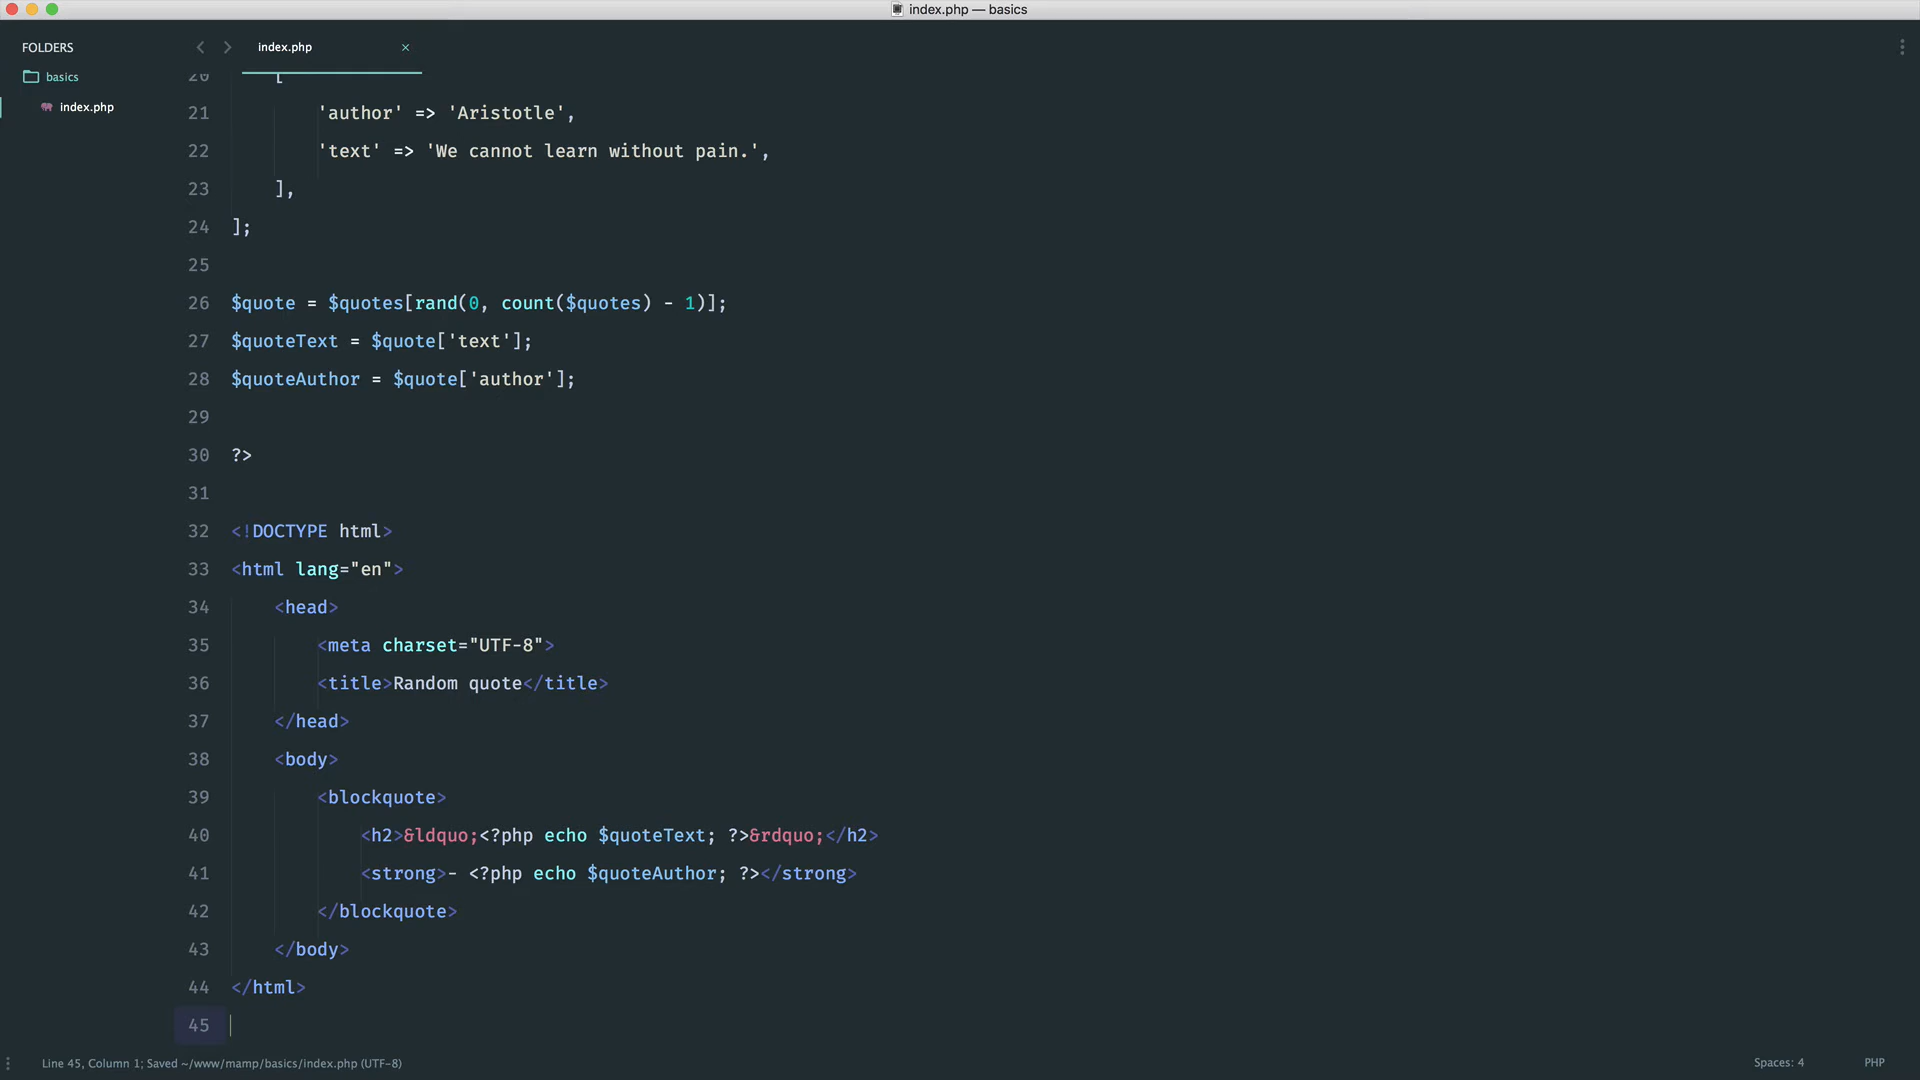 index.php — basics
FOLDERS
basics
index.php
index.php ×
20 [
21 'author' => 'Aristotle',
22 'text' => 'We cannot learn without pain.',
23 ],
24 ];
25
26 $quote = $quotes[rand(0, count($quotes) - 1)];
27 $quoteText = $quote['text'];
28 $quoteAuthor = $quote['author'];
29
30 ?>
31
32 <!DOCTYPE html>
33 <html lang="en">
34 <head>
35 <meta charset="UTF-8">
36 <title>Random quote</title>
37 </head>
38 <body>
39 <blockquote>
40 <h2>&ldquo;<?php echo $quoteText; ?>&rdquo;</h2>
41 <strong>- <?php echo $quoteAuthor; ?></strong>
42 </blockquote>
43 </body>
44 </html>
45
Line 45, Column 1; Saved ~/www/mamp/basics/index.php (UTF-8)
Spaces: 4
PHP